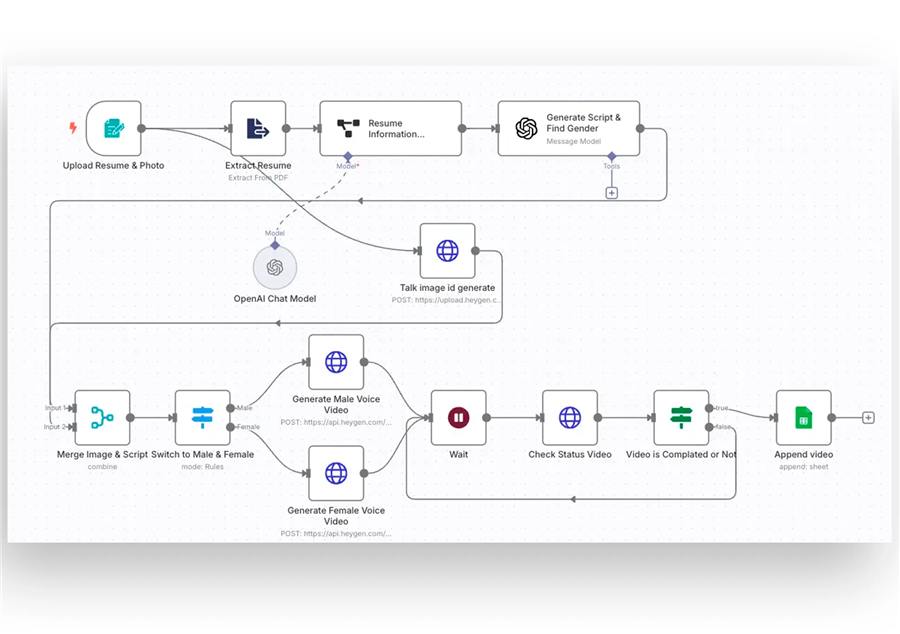 Resume
Information...
Generate Script &
Find Gender
Message Model
Upload Resume & Photo
Extract Resume
Extract From PDF
Model*
Tools
Model
OpenAI Chat Model
Talk image id generate
POST: https://upload.heygen.c...
Input 1
Input 2
Merge Image & Script
combine
Male
Female
Switch to Male & Female
mode: Rules
Generate Male Voice
Video
POST: https://api.heygen.com/...
Generate Female Voice
Video
POST: https://api.heygen.com/...
Wait
Check Status Video
true
false
Video is Complated or Not
Append video
append: sheet